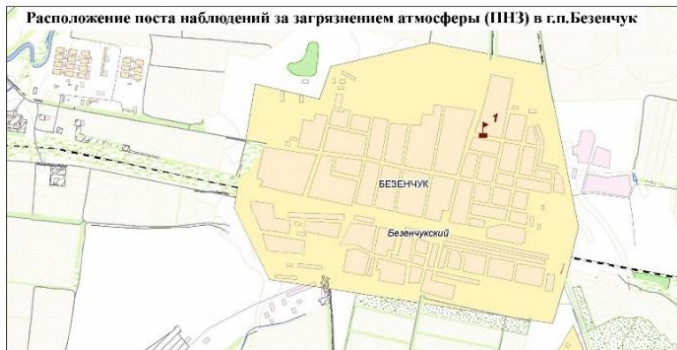 Расположение поста наблюдений за загрязнением атмосферы (ПНЗ) в г.п.Безенчук
1
БЕЗЕНЧУК
Безенчукский